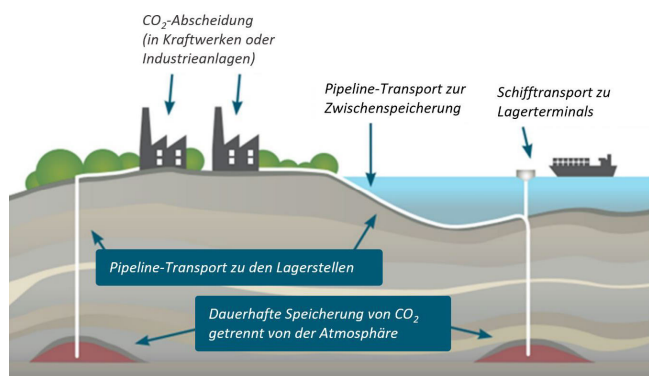 CO₂-Abscheidung
(in Kraftwerken oder
Industrieanlagen)
Pipeline-Transport zur
Zwischenspeicherung
Schifftransport zu
Lagerterminals
Pipeline-Transport zu den Lagerstellen
Dauerhafte Speicherung von CO₂
getrennt von der Atmosphäre